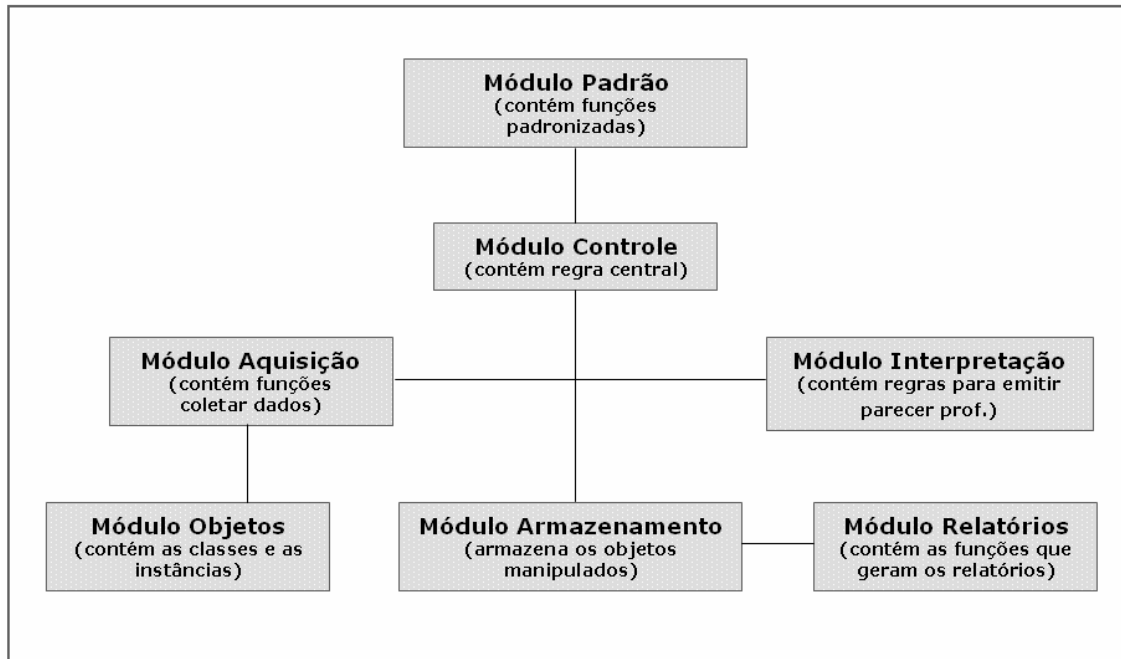 Módulo Padrão
(contém funções
padronizadas)
Módulo Controle
(contém regra central)
Módulo Aquisição
(contém funções
coletar dados)
Módulo Interpretação
(contém regras para emitir
parecer prof.)
Módulo Objetos
(contém as classes e as
instâncias)
Módulo Armazenamento
(armazena os objetos
manipulados)
Módulo Relatórios
(contém as funções que
geram os relatórios)